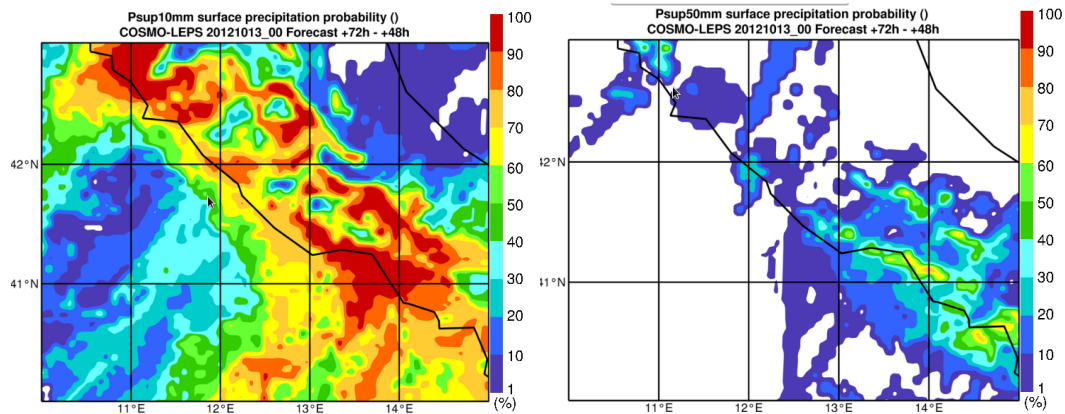 Psup10mm surface precipitation probability ()
COSMO-LEPS 20121013_00 Forecast +72h - +48h
100
90
80
70
60
50
40
30
20
10
1
(%)
42°N
41°N
11°E
12°E
13°E
14°E
Psup50mm surface precipitation probability ()
COSMO-LEPS 20121013_00 Forecast +72h - +48h
100
90
80
70
60
50
40
30
20
10
1
(%)
12°N
41°N
11°E
12°E
13°E
14°E